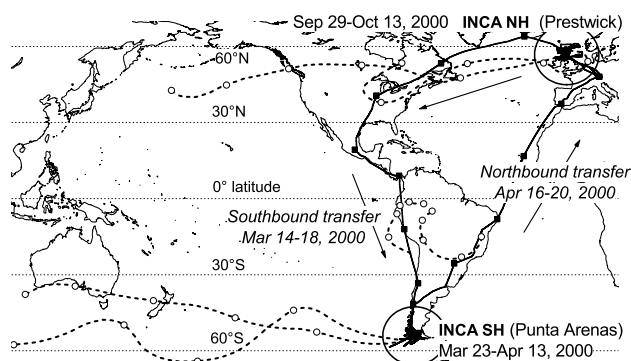 Sep 29-Oct 13, 2000 INCA NH (Prestwick)
60°N
30°N
Northbound transfer
Apr 16-20, 2000
0° latitude
Southbound transfer
Mar 14-18, 2000
30°S
60°S
INCA SH (Punta Arenas)
Mar 23-Apr 13, 2000